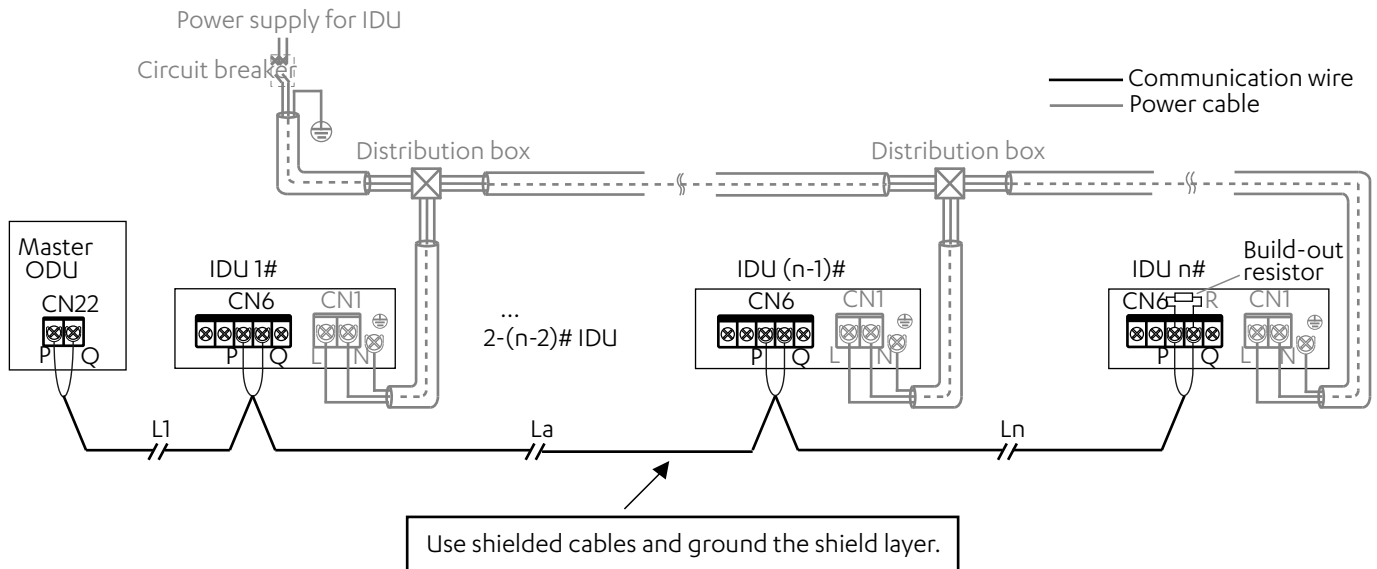 Power supply for IDU
Circuit breaker
Communication wire
Power cable
Distribution box
Distribution box
Master
ODU
CN22
P Q
IDU 1#
CN6 CN1
P Q L N
...
2-(n-2)# IDU
IDU (n-1)#
CN6 CN1
P Q L N
IDU n#
Build-out
resistor
CN6 R CN1
P Q L N
L1
La
Ln
Use shielded cables and ground the shield layer.